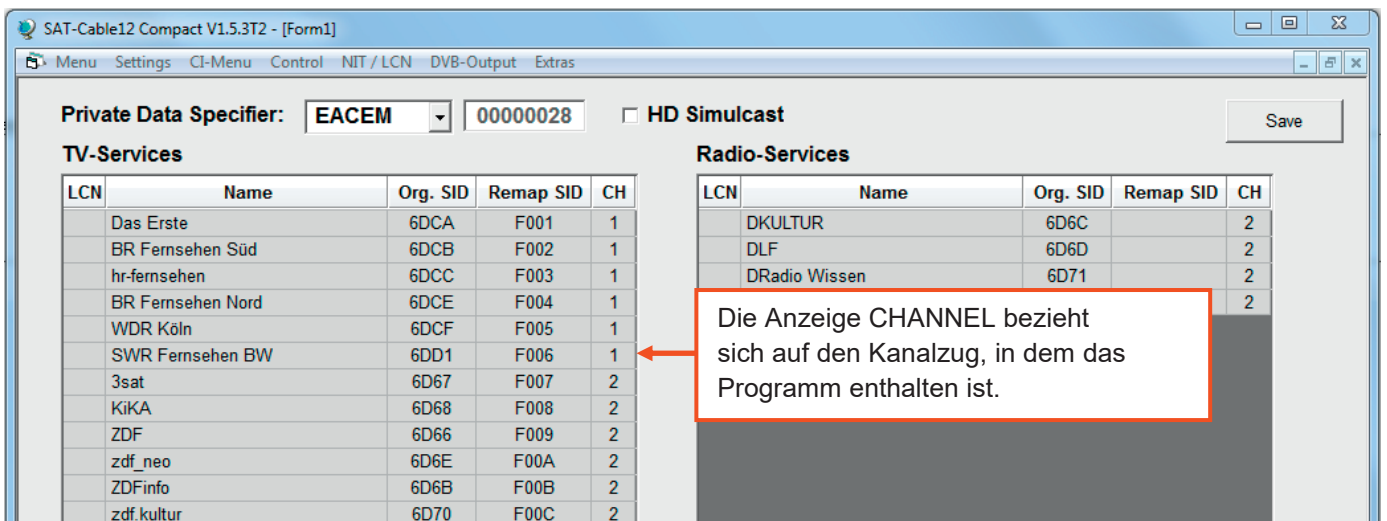 SAT-Cable12 Compact V1.5.3T2 - [Form1]
Menu Settings CI-Menu Control NIT / LCN DVB-Output Extras
Private Data Specifier: EACEM 00000028 HD Simulcast Save
TV-Services
LCN Name Org. SID Remap SID CH
Das Erste 6DCA F001 1
BR Fernsehen Süd 6DCB F002 1
hr-fernsehen 6DCC F003 1
BR Fernsehen Nord 6DCE F004 1
WDR Köln 6DCF F005 1
SWR Fernsehen BW 6DD1 F006 1
3sat 6D67 F007 2
KiKA 6D68 F008 2
ZDF 6D66 F009 2
zdf_neo 6D6E F00A 2
ZDFinfo 6D6B F00B 2
zdf.kultur 6D70 F00C 2
Radio-Services
LCN Name Org. SID Remap SID CH
DKULTUR 6D6C 2
DLF 6D6D 2
DRadio Wissen 6D71 2
2
Die Anzeige CHANNEL bezieht
sich auf den Kanalzug, in dem das
Programm enthalten ist.